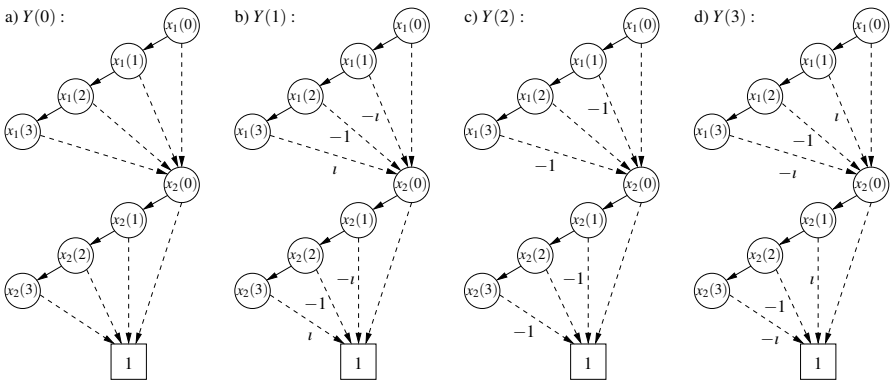 a) Y(0) :
x₁(0)
x₁(1)
x₁(2)
x₁(3)
x₂(0)
x₂(1)
x₂(2)
x₂(3)
1
b) Y(1) :
x₁(0)
x₁(1)
x₁(2)
−ι
x₁(3)
−1
ι
x₂(0)
x₂(1)
x₂(2)
−ι
x₂(3)
−1
ι
1
c) Y(2) :
x₁(0)
x₁(1)
x₁(2)
−1
x₁(3)
−1
x₂(0)
x₂(1)
x₂(2)
−1
x₂(3)
−1
1
d) Y(3) :
x₁(0)
x₁(1)
x₁(2)
ι
x₁(3)
−1
−ι
x₂(0)
x₂(1)
x₂(2)
ι
x₂(3)
−1
−ι
1